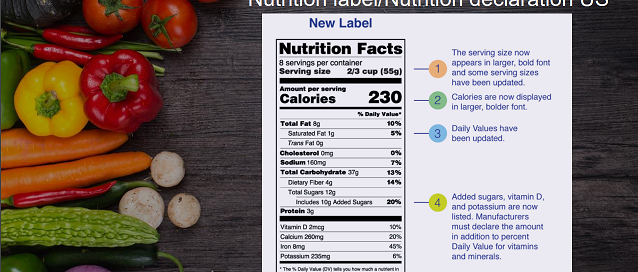 Nutrition label/Nutrition declaration US
New Label
Nutrition Facts
8 servings per container
Serving size 2/3 cup (55g)
Amount per serving
Calories 230
% Daily Value*
Total Fat 8g 10%
Saturated Fat 1g 5%
Trans Fat 0g
Cholesterol 0mg 0%
Sodium 160mg 7%
Total Carbohydrate 37g 13%
Dietary Fiber 4g 14%
Total Sugars 12g
Includes 10g Added Sugars 20%
Protein 3g
Vitamin D 2mcg 10%
Calcium 260mg 20%
Iron 8mg 45%
Potassium 235mg 6%
* The % Daily Value (DV) tells you how much a nutrient in
1
The serving size now
appears in larger, bold font
and some serving sizes
have been updated.
2
Calories are now displayed
in larger, bolder font.
3
Daily Values have
been updated.
4
Added sugars, vitamin D,
and potassium are now
listed. Manufacturers
must declare the amount
in addition to percent
Daily Value for vitamins
and minerals.